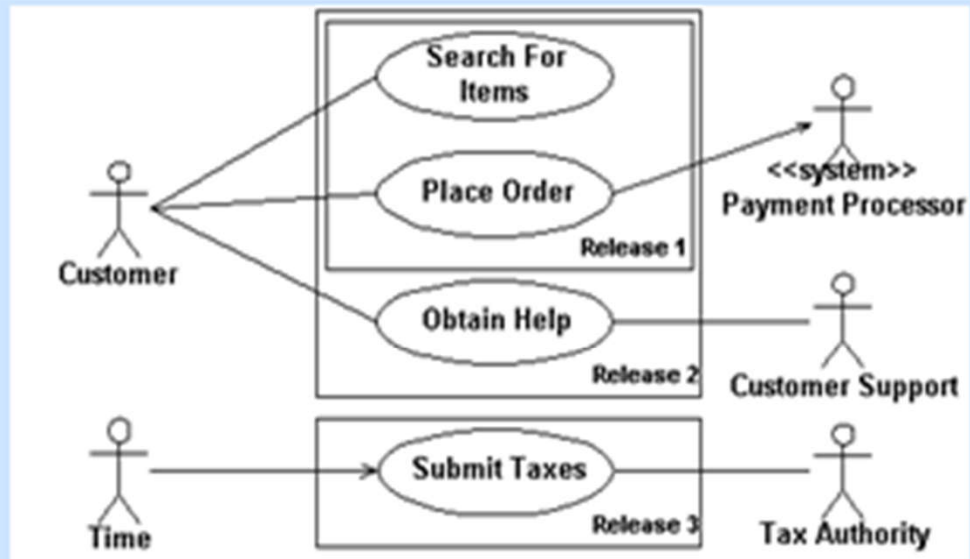 Search For
Items
Place Order
Release 1
<<system>>
Payment Processor
Customer
Obtain Help
Release 2
Customer Support
Submit Taxes
Release 3
Time
Tax Authority